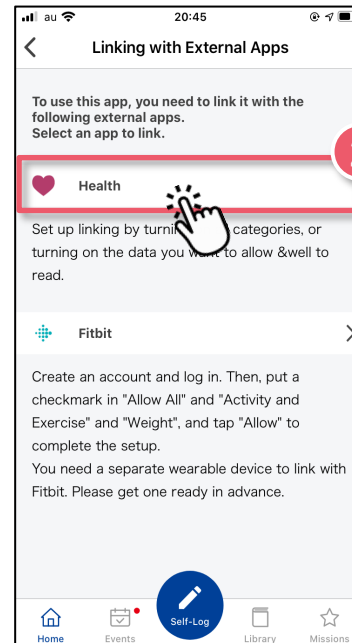 au 20:45
Linking with External Apps
To use this app, you need to link it with the
following external apps.
Select an app to link.
Health
Set up linking by turni categories, or
turning on the data you to allow &well to
read.
Fitbit
Create an account and log in. Then, put a
checkmark in "Allow All" and "Activity and
Exercise" and "Weight", and tap "Allow" to
complete the setup.
You need a separate wearable device to link with
Fitbit. Please get one ready in advance.
Self-Log
Home Events Library Missions